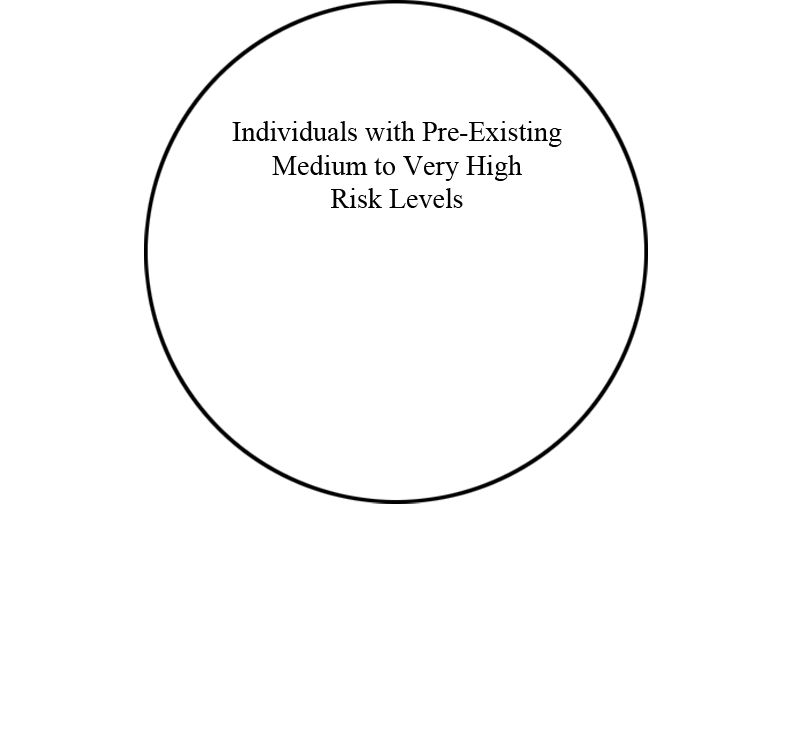 Individuals with Pre-Existing
Medium to Very High
Risk Levels